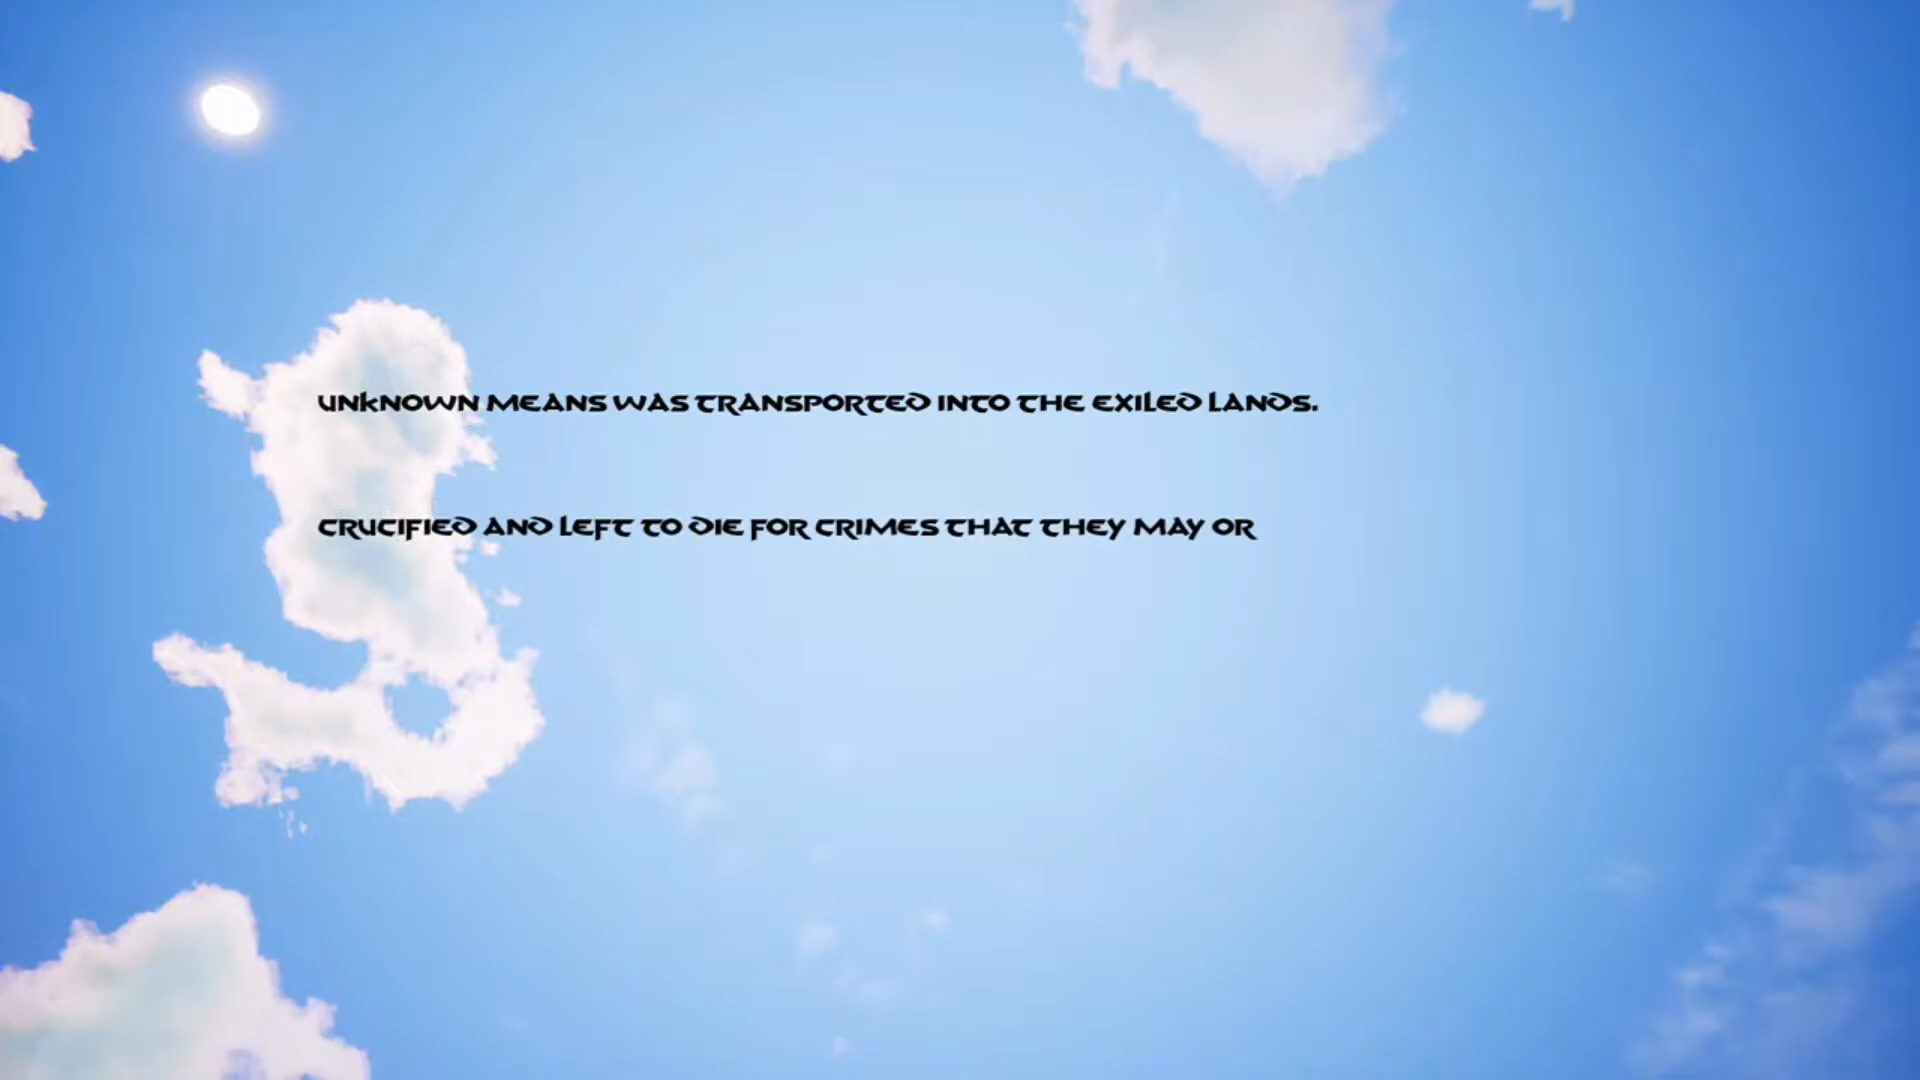 UNKNOWN MEANS WAS TRANSPORTED INTO THE EXILED LANDS.
CRUCIFIED AND LEFT TO DIE FOR CRIMES THAT THEY MAY OR